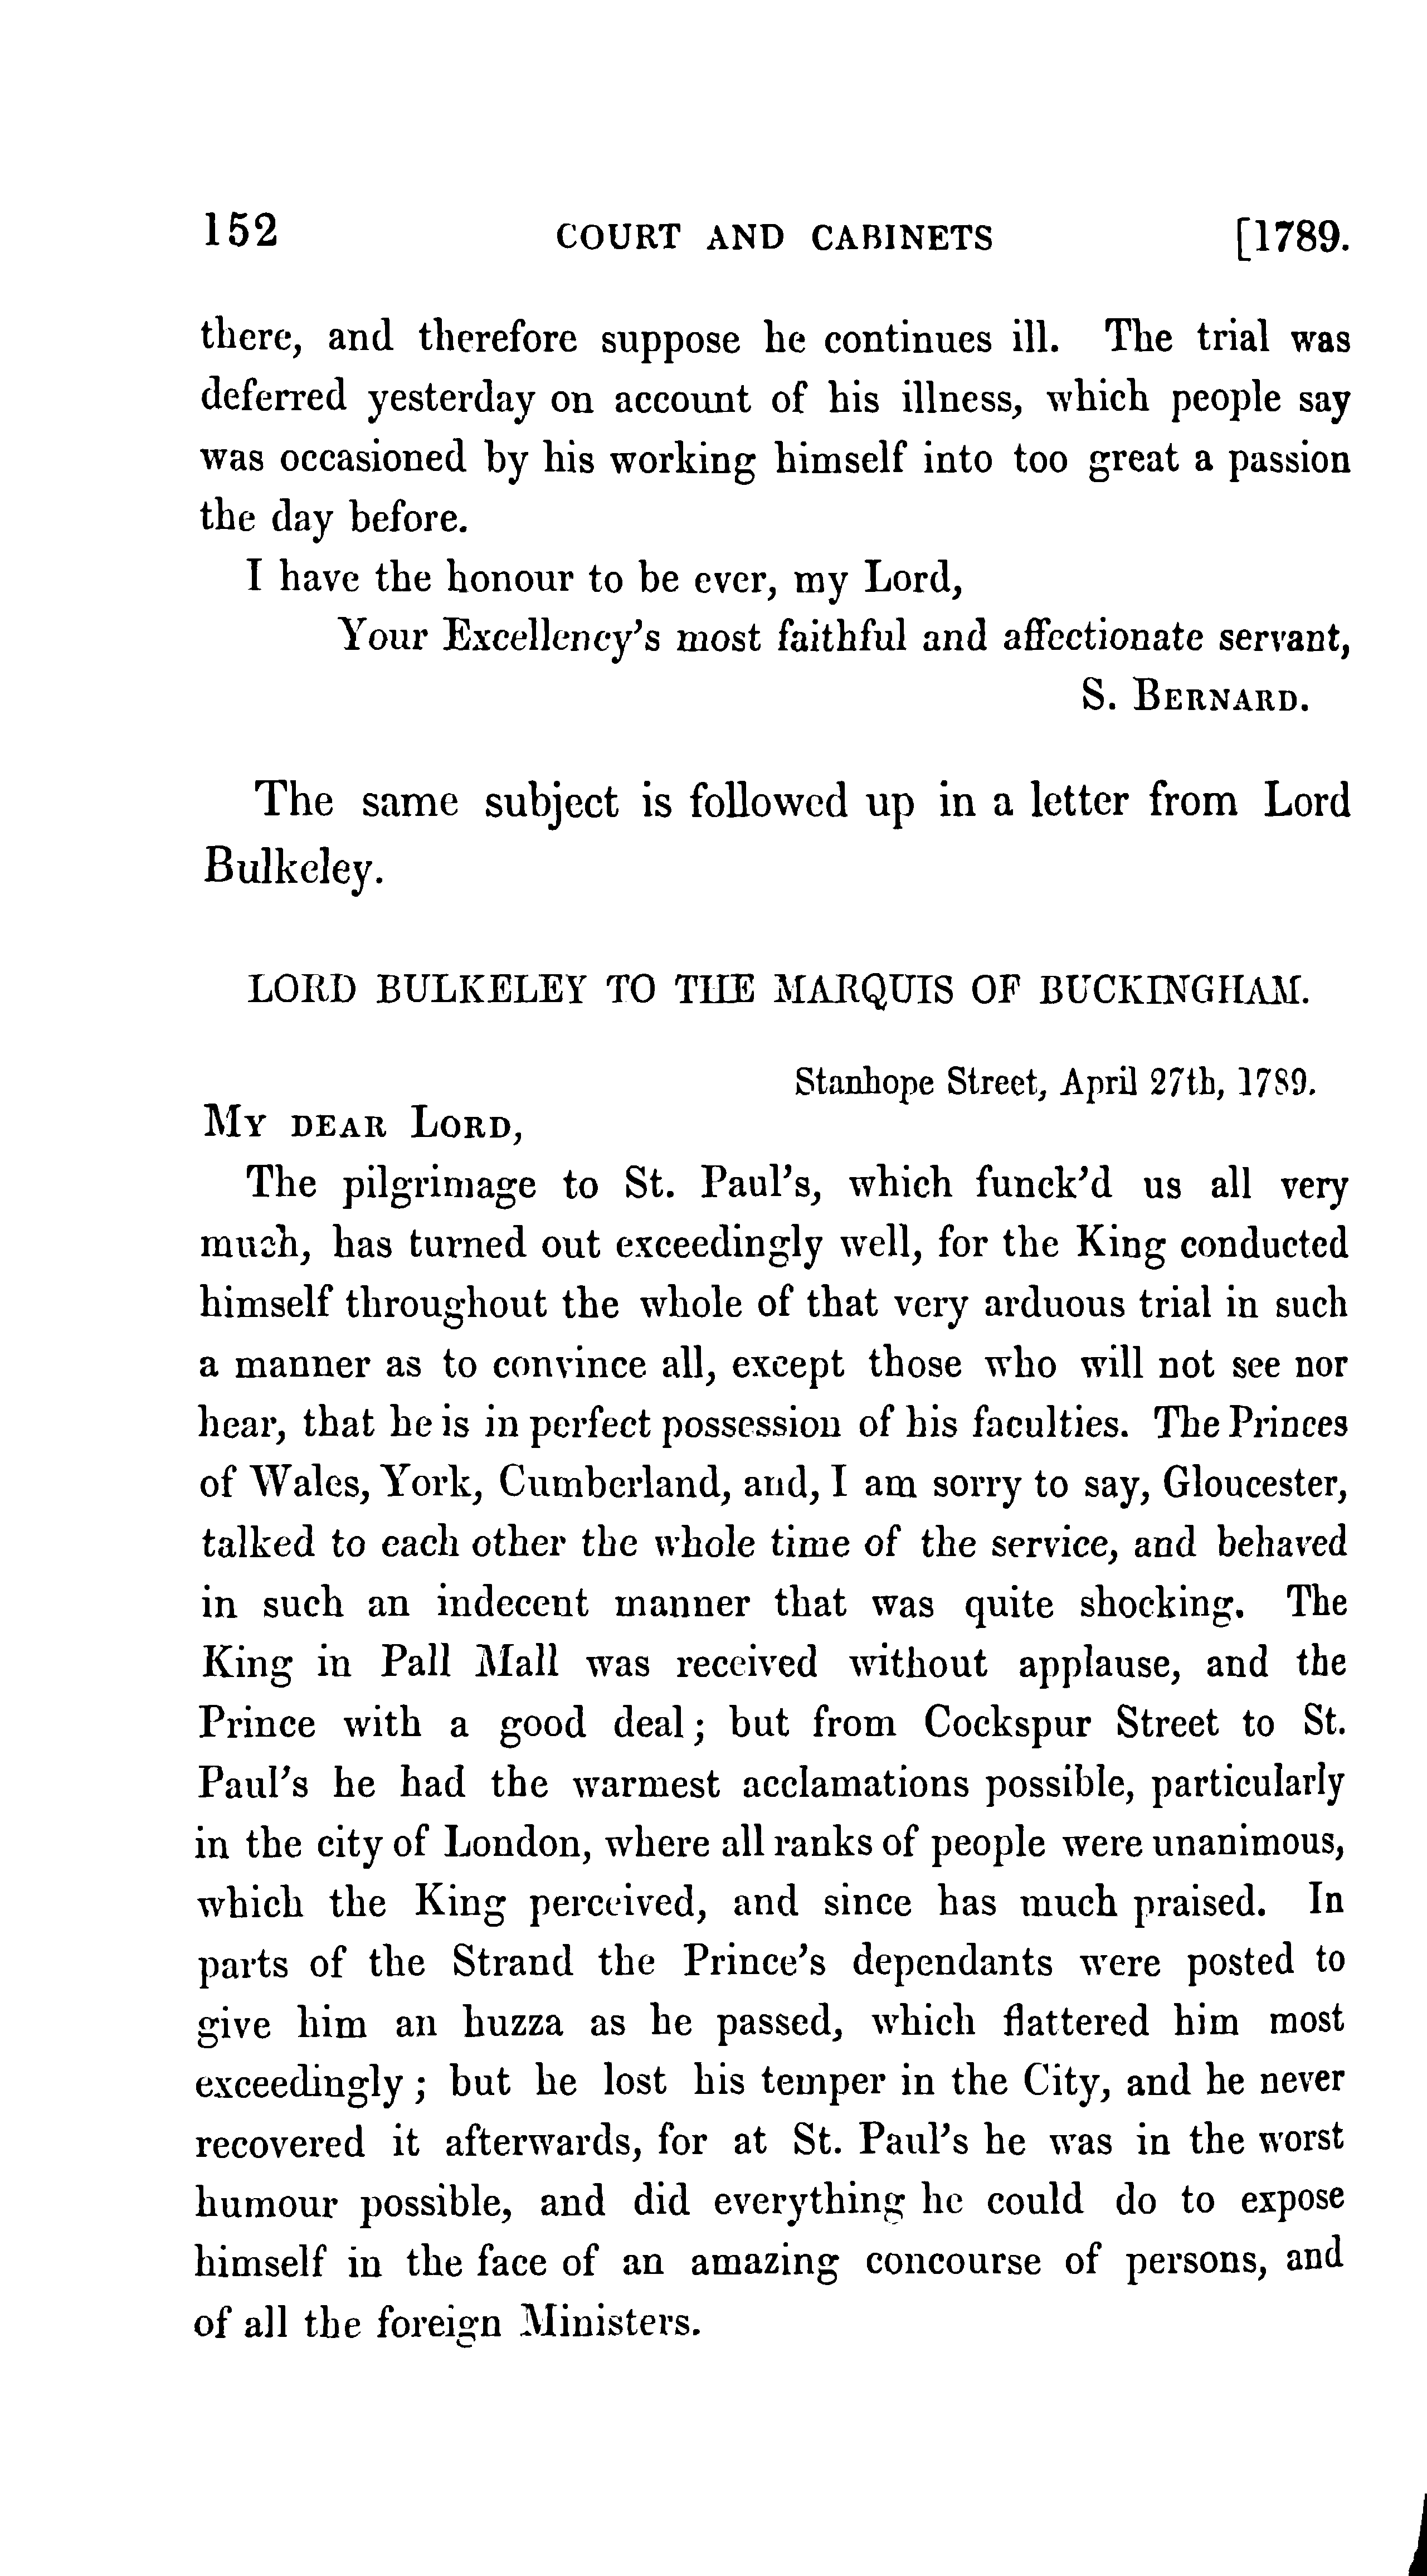 152 COURT AND CABINETS [1789.
there, and therefore suppose he continues ill. The trial was
deferred yesterday on account of his illness, which people say
was occasioned by his working himself into too great a passion
the day before.
I have the honour to be ever, my Lord,
Your Excellency's most faithful and affectionate servant,
S. BERNARD.
The same subject is followed up in a letter from Lord
Bulkeley.
LORD BULKELEY TO THE MARQUIS OF BUCKINGHAM.
Stanhope Street, April 27th, 1789.
MY DEAR LORD,
The pilgrimage to St. Paul's, which funck'd us all very
much, has turned out exceedingly well, for the King conducted
himself throughout the whole of that very arduous trial in such
a manner as to convince all, except those who will not see nor
hear, that he is in perfect possession of his faculties. The Princes
of Wales, York, Cumberland, and, I am sorry to say, Gloucester,
talked to each other the whole time of the service, and behaved
in such an indecent manner that was quite shocking. The
King in Pall Mall was received without applause, and the
Prince with a good deal; but from Cockspur Street to St.
Paul's he had the warmest acclamations possible, particularly
in the city of London, where all ranks of people were unanimous,
which the King perceived, and since has much praised. In
parts of the Strand the Prince's dependants were posted to
give him an huzza as he passed, which flattered him most
exceedingly; but he lost his temper in the City, and he never
recovered it afterwards, for at St. Paul's he was in the worst
humour possible, and did everything he could do to expose
himself in the face of an amazing concourse of persons, and
of all the foreign Ministers.